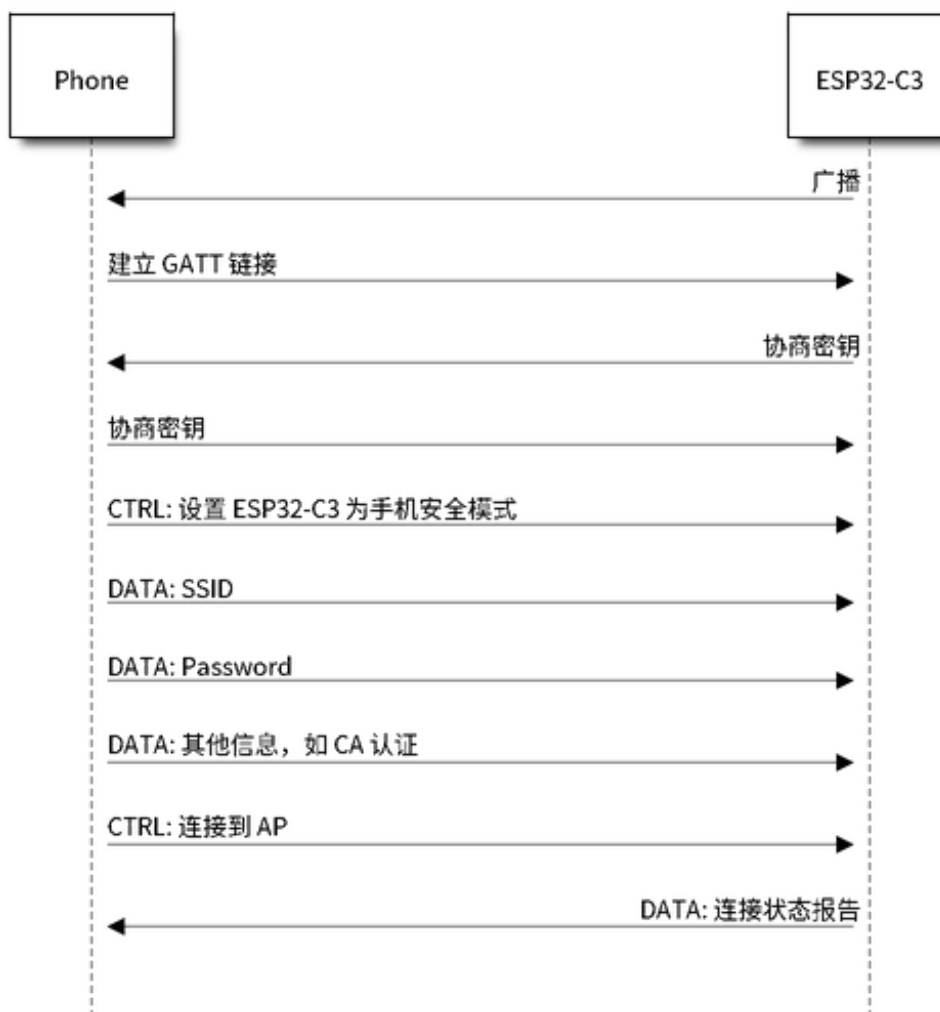 Phone
ESP32-C3
广播
建立 GATT 链接
协商密钥
协商密钥
CTRL: 设置 ESP32-C3 为手机安全模式
DATA: SSID
DATA: Password
DATA: 其他信息，如 CA 认证
CTRL: 连接到 AP
DATA: 连接状态报告